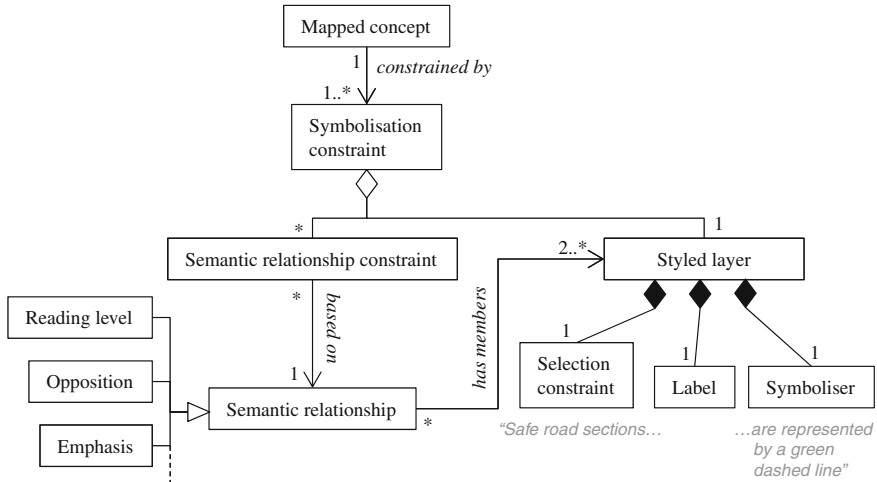 Mapped concept
1
constrained by
1..*
Symbolisation
constraint
*
1
Semantic relationship constraint
2..*
Styled layer
*
based on
has members
Reading level
1
1
1
Selection
constraint
Label
Symboliser
Opposition
1
Semantic relationship
*
Emphasis
“Safe road sections…
…are represented
by a green
dashed line”